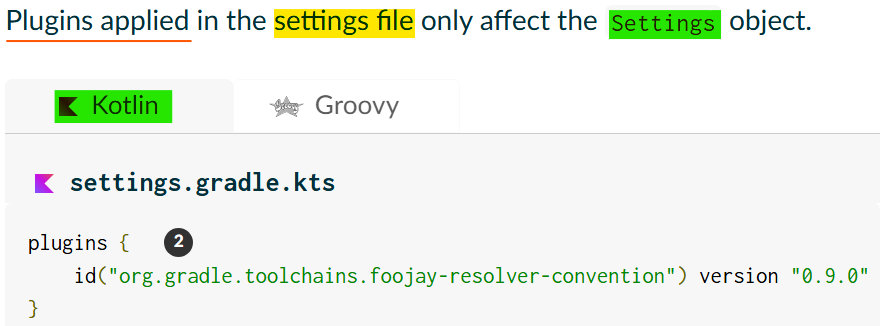 Plugins applied in the settings file only affect the Settings object.
Kotlin Groovy
settings.gradle.kts
plugins { 2
id("org.gradle.toolchains.foojay-resolver-convention") version "0.9.0"
}